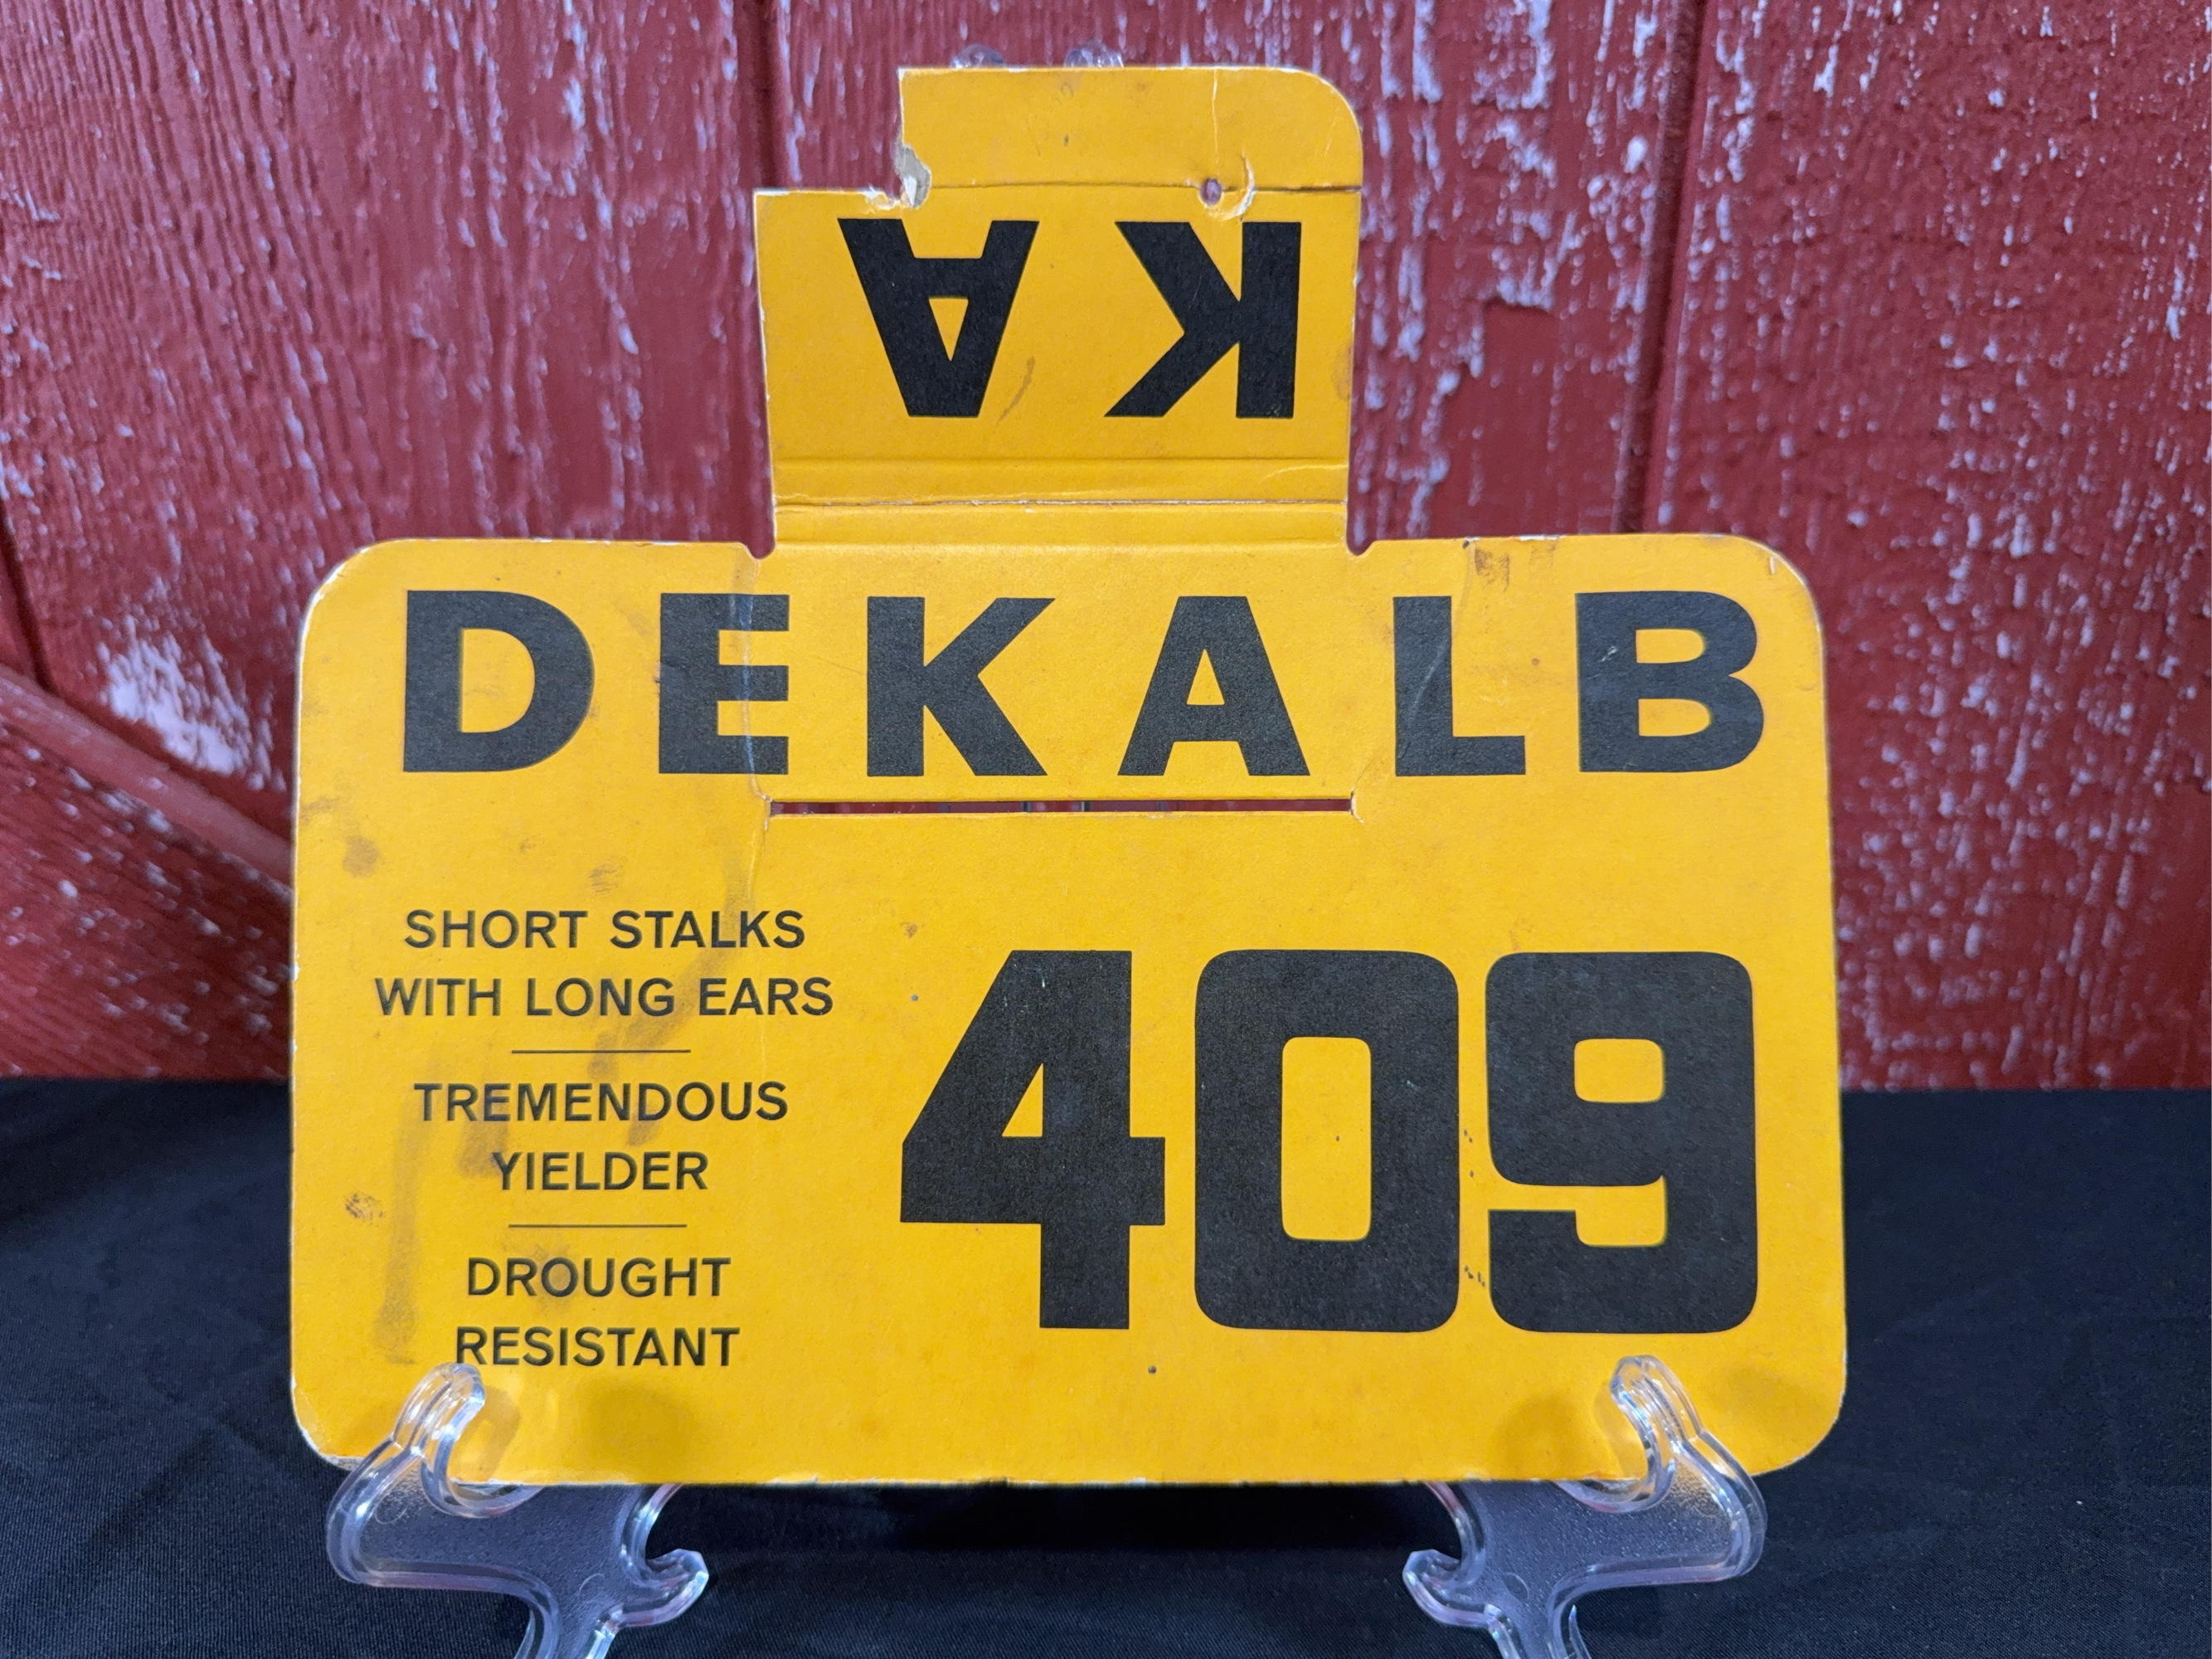 KA
DEKALB
SHORT STALKS
WITH LONG EARS
TREMENDOUS
YIELDER
DROUGHT
RESISTANT
409